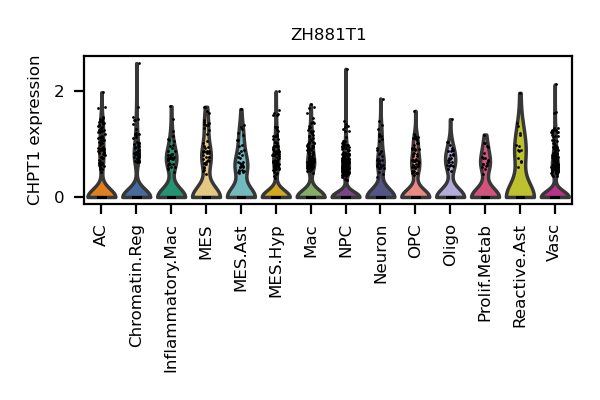 ZH881T1
CHPT1 expression
2
0
AC
Chromatin.Reg
Inflammatory.Mac
MES
MES.Ast
MES.Hyp
Mac
NPC
Neuron
OPC
Oligo
Prolif.Metab
Reactive.Ast
Vasc